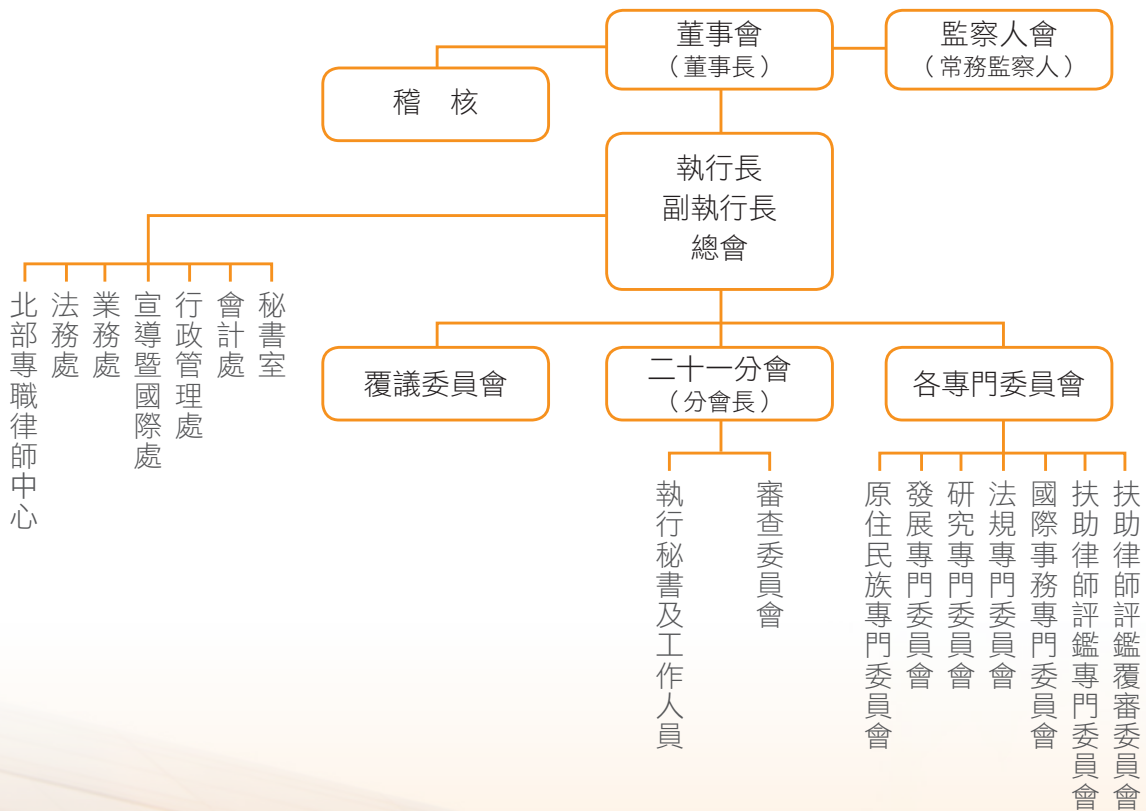 董事會
（董事長）
監察人會
（常務監察人）
稽 核
執行長
副執行長
總會
北部專職律師中心
法務處
業務處
宣導暨國際處
行政管理處
會計處
秘書室
覆議委員會
二十一分會
（分會長）
各專門委員會
執行秘書及工作人員
審查委員會
原住民族專門委員會
發展專門委員會
研究專門委員會
法規專門委員會
國際事務專門委員會
扶助律師評鑑專門委員會
扶助律師評鑑覆審委員會